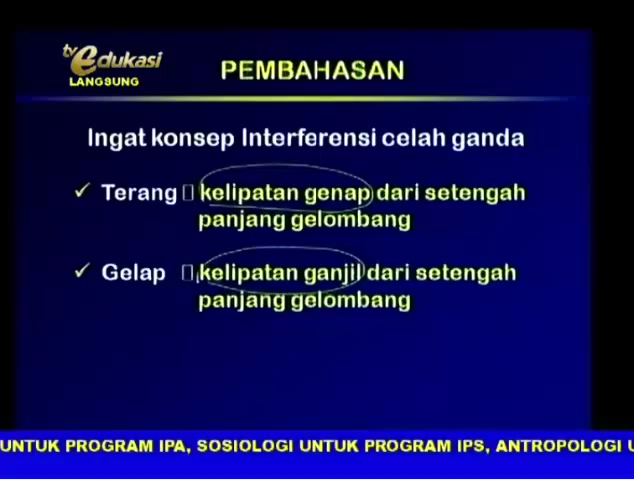 tv edukasi
LANGSUNG
PEMBAHASAN
Ingat konsep Interferensi celah ganda
✓ Terang kelipatan genap dari setengah
panjang gelombang
✓ Gelap kelipatan ganjil dari setengah
panjang gelombang
UNTUK PROGRAM IPA, SOSIOLOGI UNTUK PROGRAM IPS, ANTROPOLOGI U